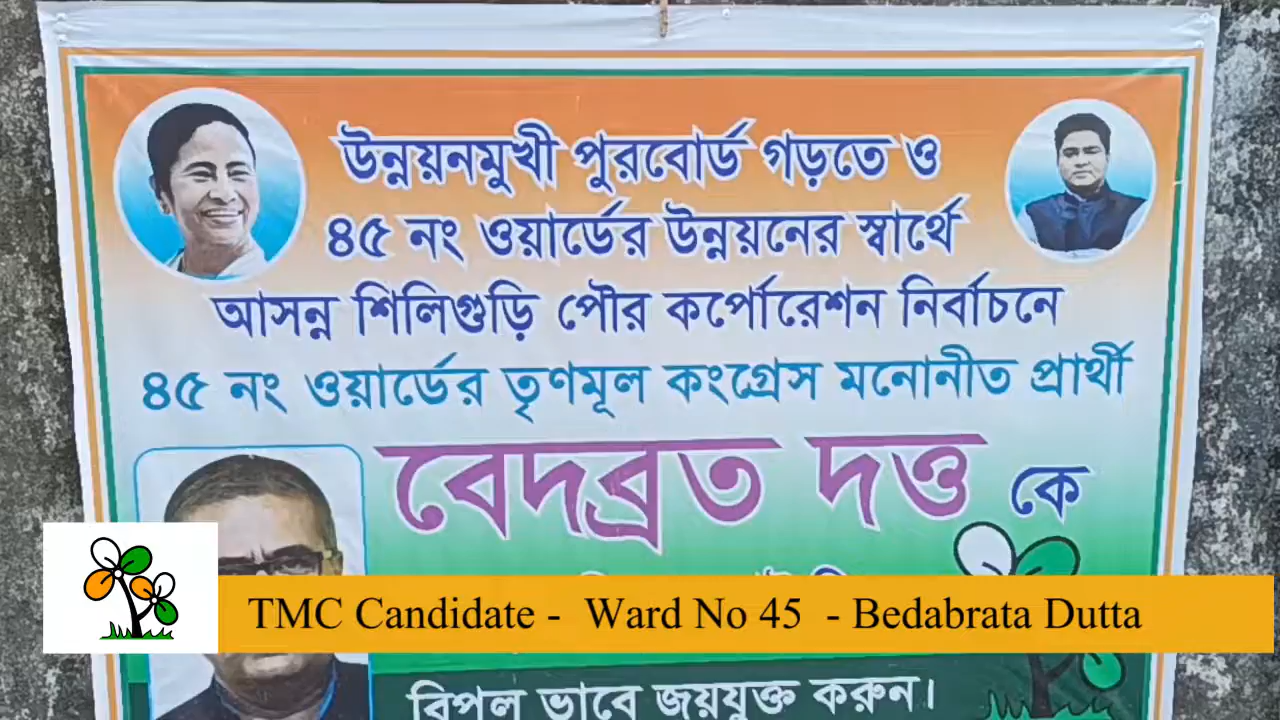 উন্নয়নমুখী পুরবোর্ড গড়তে ও
৪৫ নং ওয়ার্ডের উন্নয়নের স্বার্থে
আসন্ন শিলিগুড়ি পৌর কর্পোরেশন নির্বাচনে
৪৫ নং ওয়ার্ডের তৃণমূল কংগ্রেস মনোনীত প্রার্থী
বেদব্রত দত্ত কে
TMC Candidate - Ward No 45 - Bedabrata Dutta
বিপুল ভাবে জয়যুক্ত করুন।